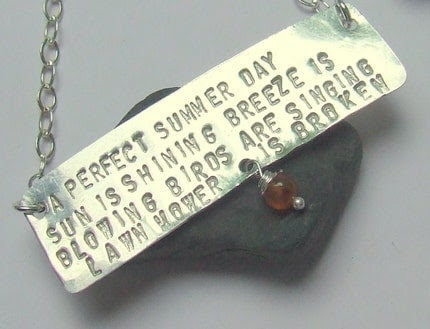 A PERFECT SUMMER DAY
SUN IS SHINING BREEZE IS
BLOWING BIRDS ARE SINGING
LAWN MOWER IS BROKEN